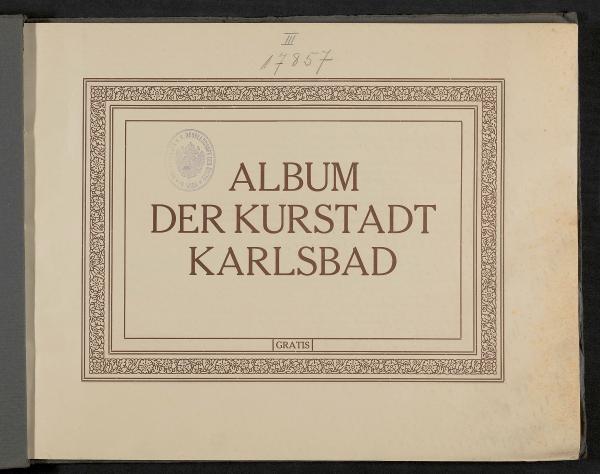 III
17857
ALBUM
DER KURSTADT
KARLSBAD
GRATIS